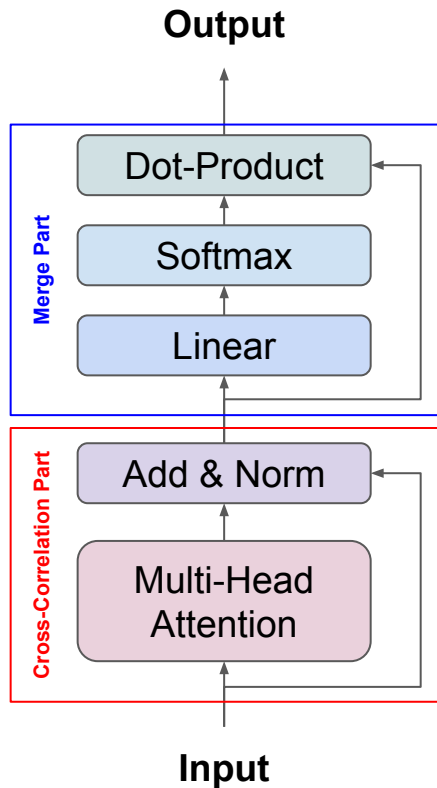 Output
Merge Part
Dot-Product
Softmax
Linear
Cross-Correlation Part
Add & Norm
Multi-Head
Attention
Input